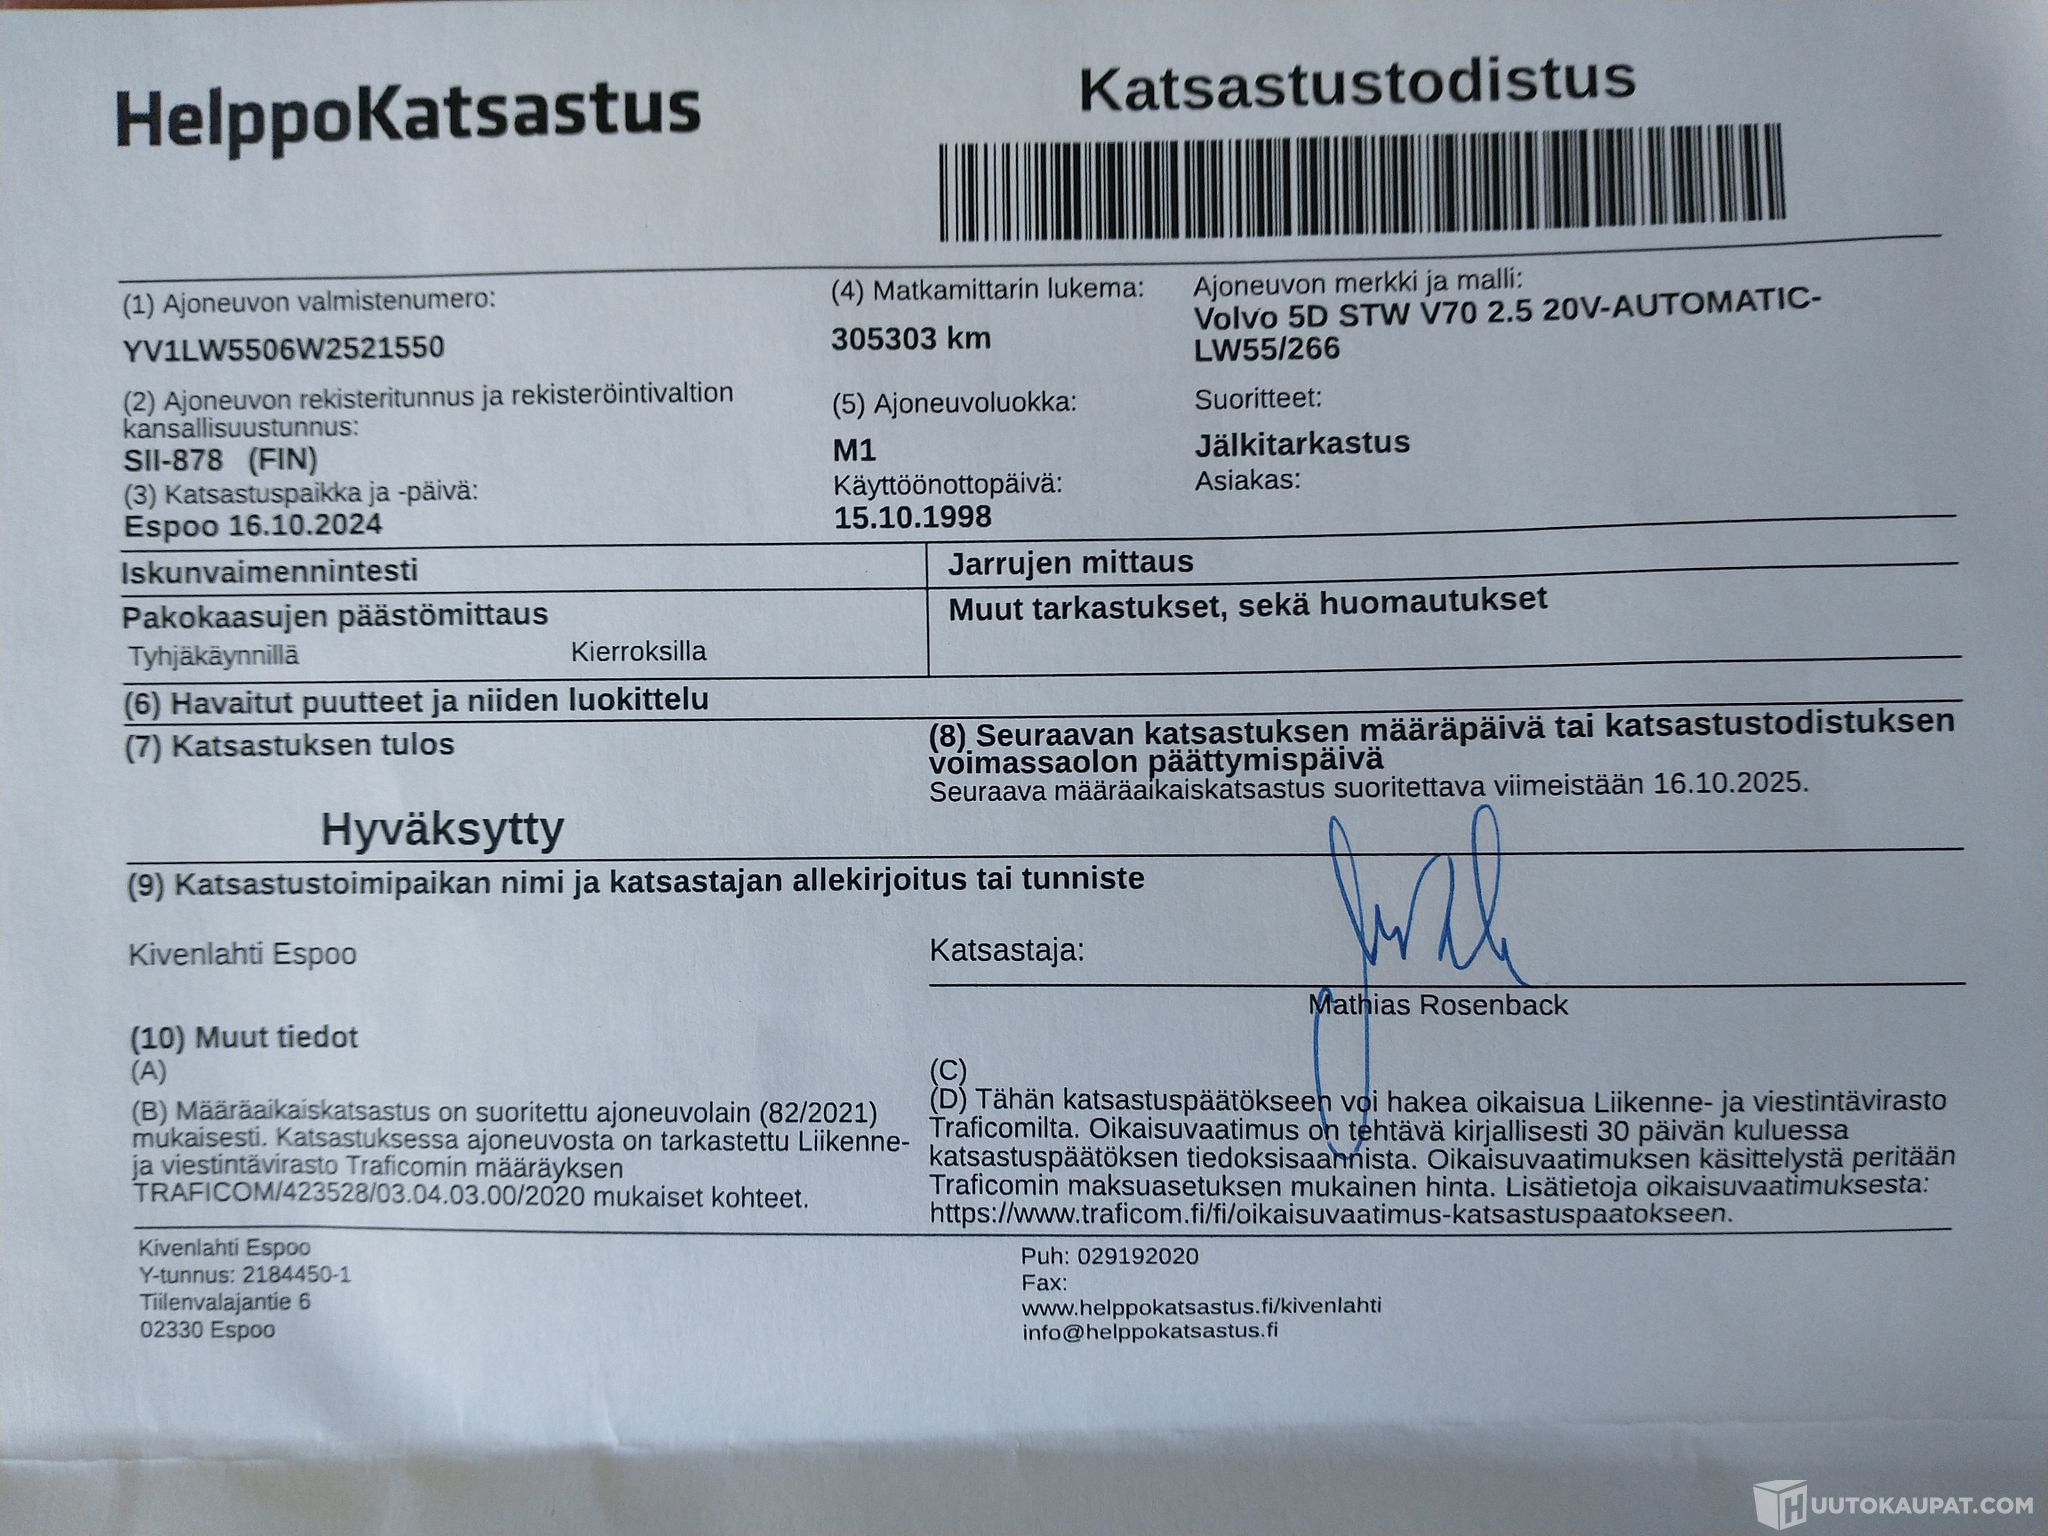 HelppoKatsastus
Katsastustodistus
(1) Ajoneuvon valmistenumero:
YV1LW5506W2521550
(4) Matkamittarin lukema:
305303 km
Ajoneuvon merkki ja malli:
Volvo 5D STW V70 2.5 20V-AUTOMATIC-
LW55/266
(2) Ajoneuvon rekisteritunnus ja rekisteröintivaltion
kansallisuustunnus:
SII-878 (FIN)
(5) Ajoneuvoluokka:
M1
Suoritteet:
Jälkitarkastus
(3) Katsastuspaikka ja -päivä:
Espoo 16.10.2024
Käyttöönottopäivä:
15.10.1998
Asiakas:
Iskunvaimennintesti
Jarrujen mittaus
Pakokaasujen päästömittaus
Tyhjäkäynnillä Kierroksilla
Muut tarkastukset, sekä huomautukset
(6) Havaitut puutteet ja niiden luokittelu
(7) Katsastuksen tulos
Hyväksytty
(8) Seuraavan katsastuksen määräpäivä tai katsastustodistuksen
voimassaolon päättymispäivä
Seuraava määräaikaiskatsastus suoritettava viimeistään 16.10.2025.
(9) Katsastustoimipaikan nimi ja katsastajan allekirjoitus tai tunniste
Kivenlahti Espoo
Katsastaja:
Mathias Rosenback
(10) Muut tiedot
(A)
(B) Määräaikaiskatsastus on suoritettu ajoneuvolain (82/2021)
mukaisesti. Katsastuksessa ajoneuvosta on tarkastettu Liikenne-
ja viestintävirasto Traficomin määräyksen
TRAFICOM/423528/03.04.03.00/2020 mukaiset kohteet.
(C)
(D) Tähän katsastuspäätökseen voi hakea oikaisua Liikenne- ja viestintävirasto
Traficomilta. Oikaisuvaatimus on tehtävä kirjallisesti 30 päivän kuluessa
katsastuspäätöksen tiedoksisaannista. Oikaisuvaatimuksen käsittelystä peritään
Traficomin maksuasetuksen mukainen hinta. Lisätietoja oikaisuvaatimuksesta:
https://www.traficom.fi/fi/oikaisuvaatimus-katsastuspaatokseen.
Kivenlahti Espoo
Y-tunnus: 2184450-1
Tiilenvalajantie 6
02330 Espoo
Puh: 029192020
Fax:
www.helppokatsastus.fi/kivenlahti
info@helppokatsastus.fi
HUUTOKAUPAT.COM